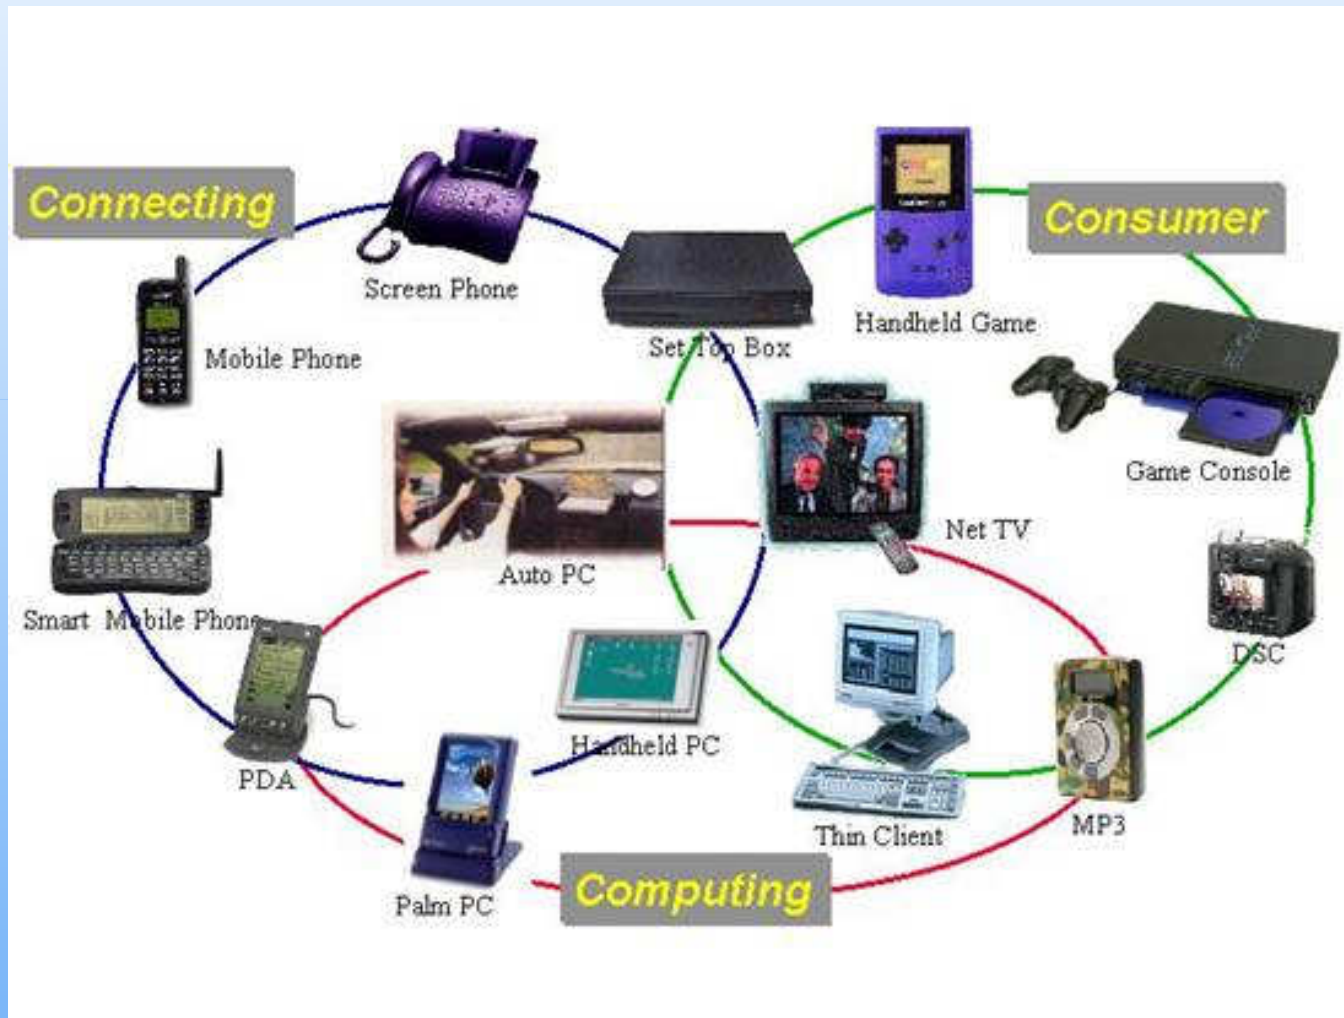 Connecting
Consumer
Screen Phone
Handheld Game
Mobile Phone
Set Top Box
Game Console
Net TV
Auto PC
Smart Mobile Phone
DSC
Handheld PC
PDA
Thin Client
MP3
Palm PC
Computing